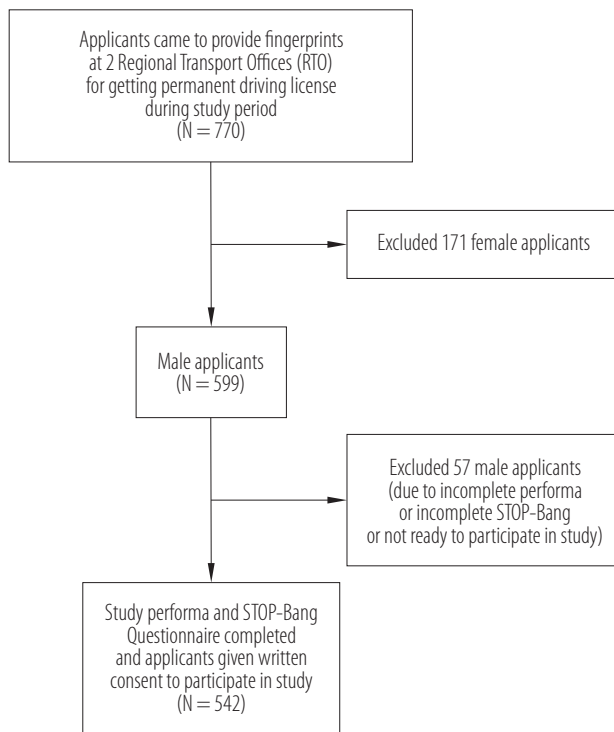 Applicants came to provide fingerprints
at 2 Regional Transport Offices (RTO)
for getting permanent driving license
during study period
(N = 770)
Excluded 171 female applicants
Male applicants
(N = 599)
Excluded 57 male applicants
(due to incomplete performa
or incomplete STOP-Bang
or not ready to participate in study)
Study performa and STOP-Bang
Questionnaire completed
and applicants given written
consent to participate in study
(N = 542)